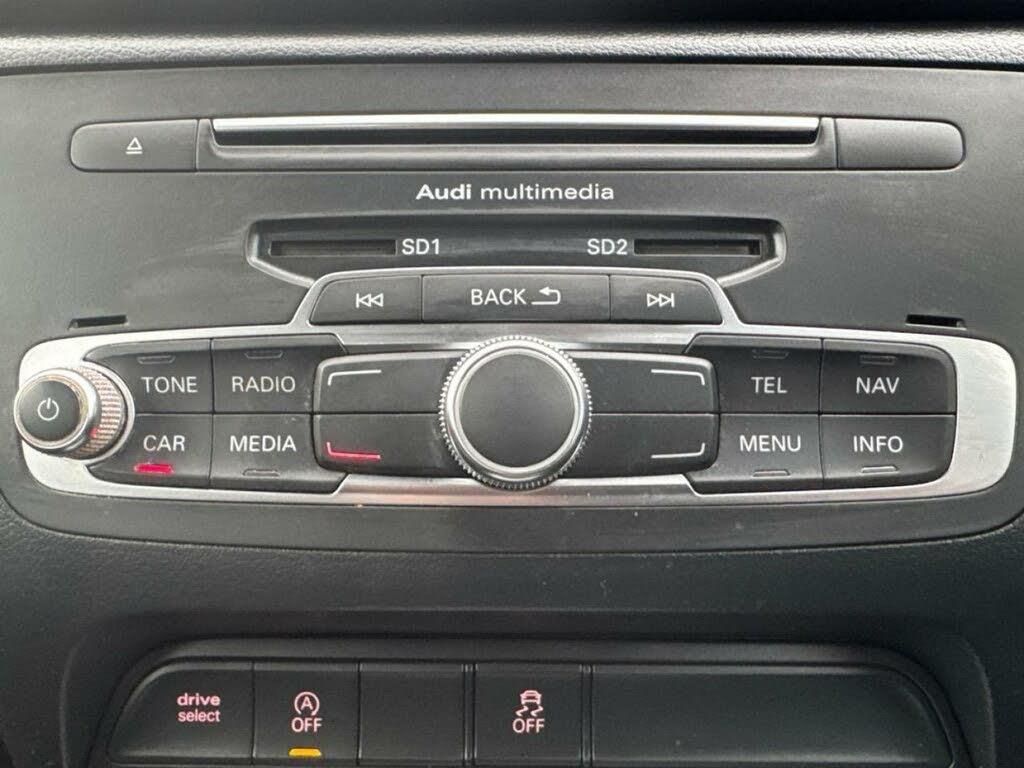 Audi multimedia
SD1 SD2
BACK
TONE RADIO TEL NAV
CAR MEDIA MENU INFO
drive
select
A
OFF
OFF